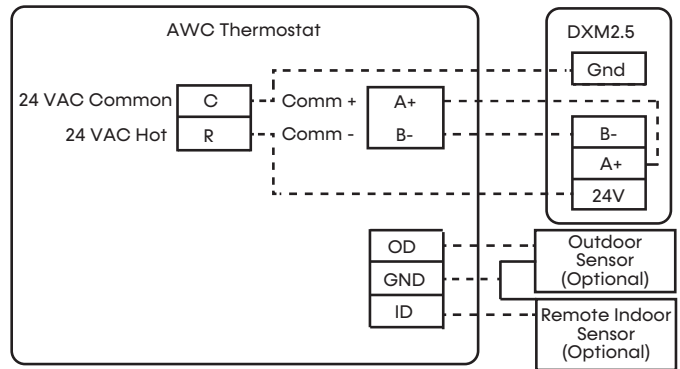 AWC Thermostat
DXM2.5
Gnd
24 VAC Common
C
Comm +
A+
24 VAC Hot
R
Comm -
B-
B-
A+
24V
OD
GND
ID
Outdoor
Sensor
(Optional)
Remote Indoor
Sensor
(Optional)